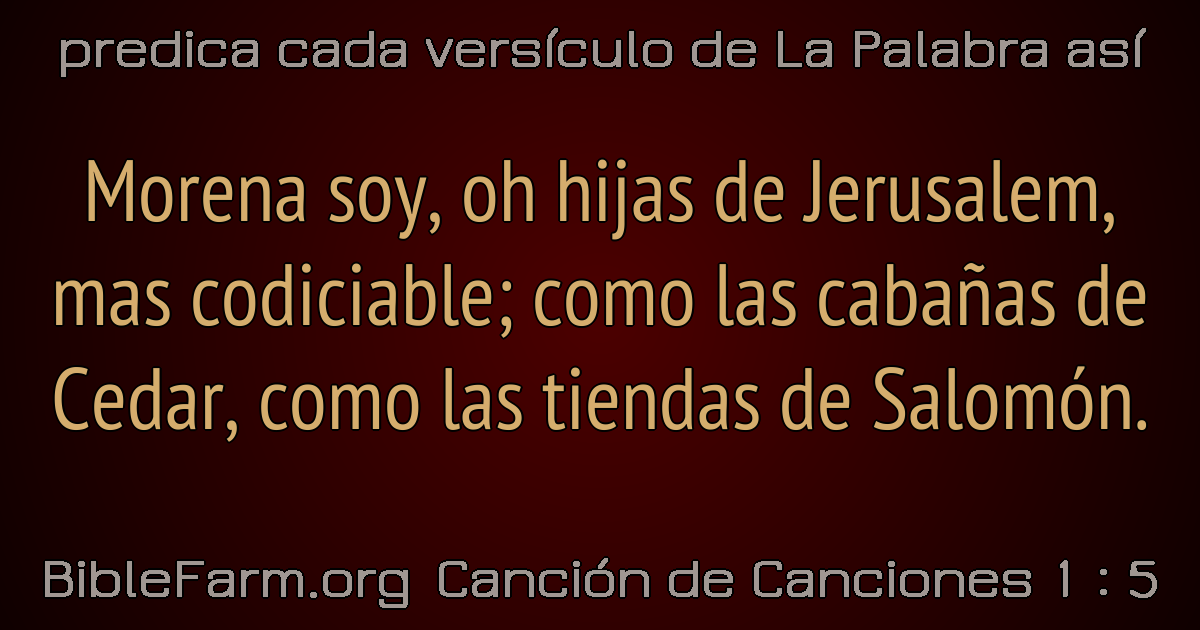 predica cada versículo de La Palabra así
Morena soy, oh hijas de Jerusalem,
mas codiciable; como las cabañas de
Cedar, como las tiendas de Salomón.
BibleFarm.org Canción de Canciones 1 : 5